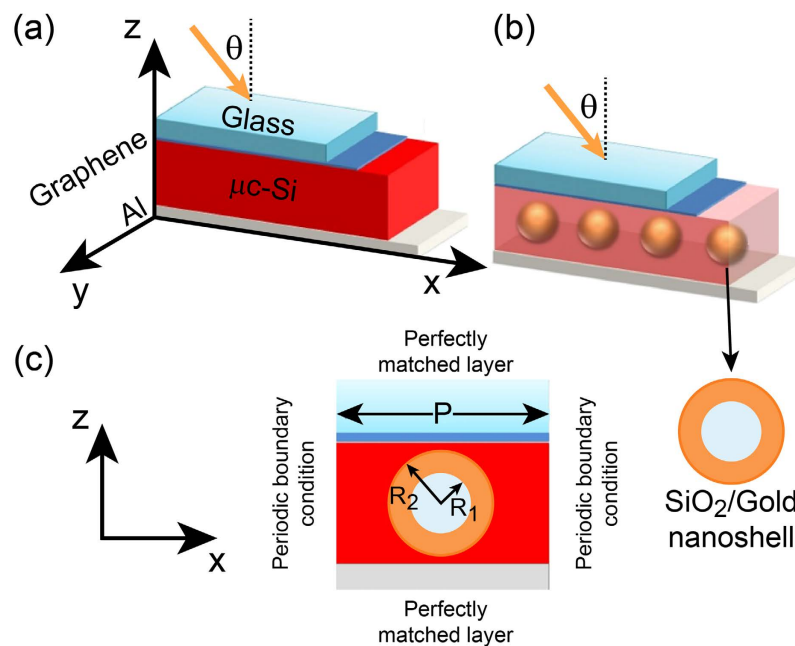 (a)
z
θ
Glass
Graphene
μc-Si
Al
y
x
(b)
θ
(c)
z
x
Perfectly
matched layer
Periodic boundary
condition
P
R2
R1
Periodic boundary
condition
Perfectly
matched layer
SiO2/Gold
nanoshell